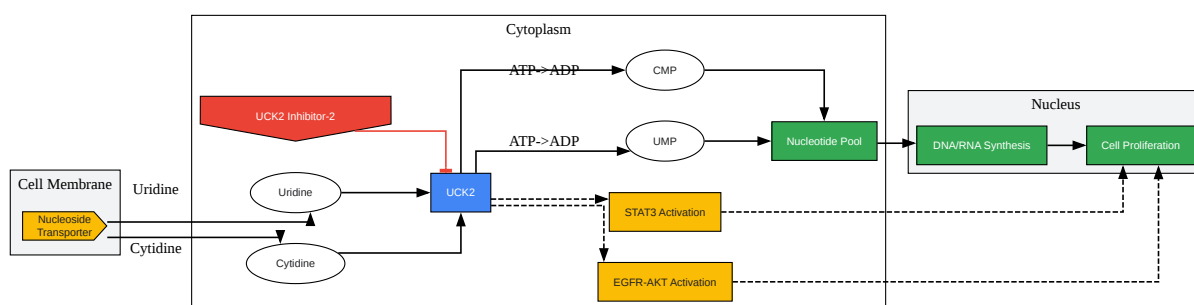 Cytoplasm
ATP->ADP
CMP
UCK2 Inhibitor-2
Nucleus
ATP->ADP
UMP
Nucleotide Pool
DNA/RNA Synthesis
Cell Proliferation
Cell Membrane
Uridine
Uridine
UCK2
Nucleoside
Transporter
STAT3 Activation
Cytidine
Cytidine
EGFR-AKT Activation